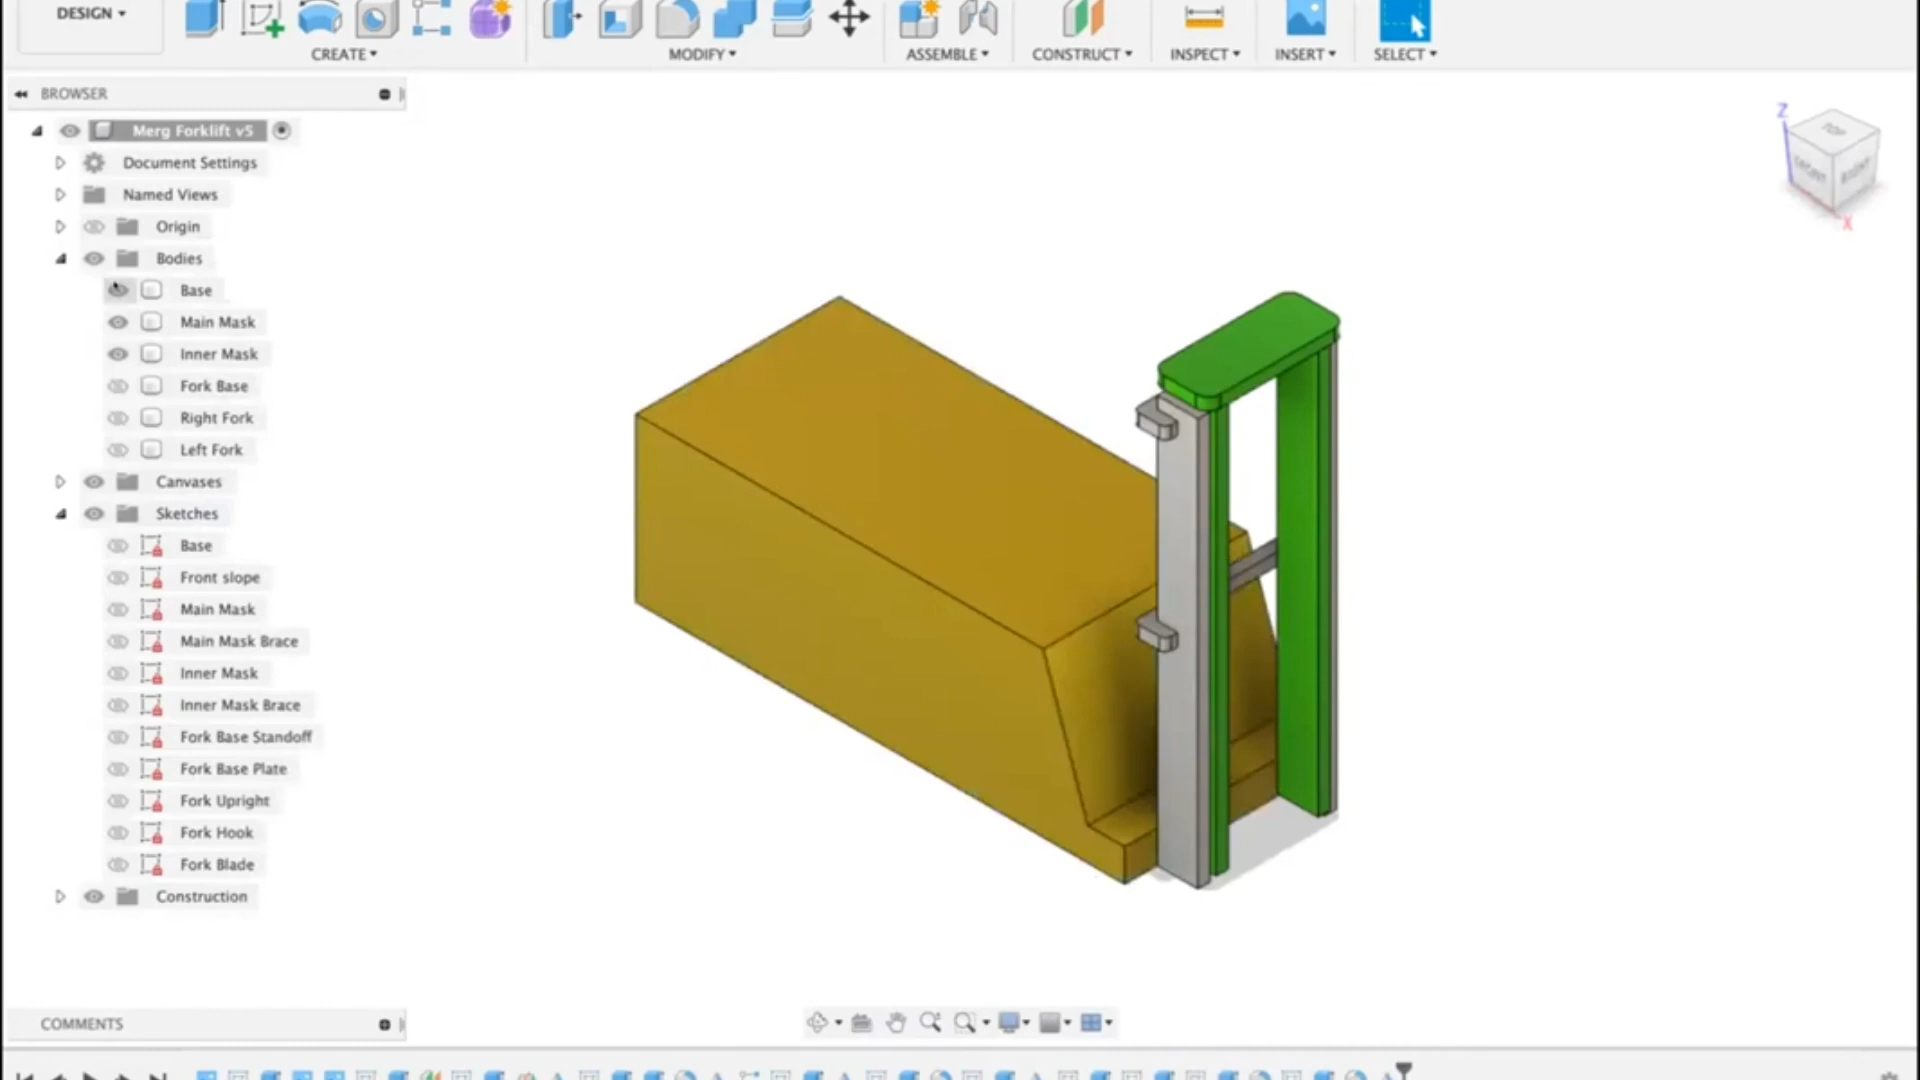 DESIGN
CREATE
MODIFY
ASSEMBLE
CONSTRUCT
INSPECT
INSERT
SELECT
BROWSER
Merg Forklift v5
Document Settings
Named Views
Origin
Bodies
Base
Main Mask
Inner Mask
Fork Base
Right Fork
Left Fork
Canvases
Sketches
Base
Front slope
Main Mask
Main Mask Brace
Inner Mask
Inner Mask Brace
Fork Base Standoff
Fork Base Plate
Fork Upright
Fork Hook
Fork Blade
Construction
Z
TOP
FRONT
RIGHT
X
COMMENTS